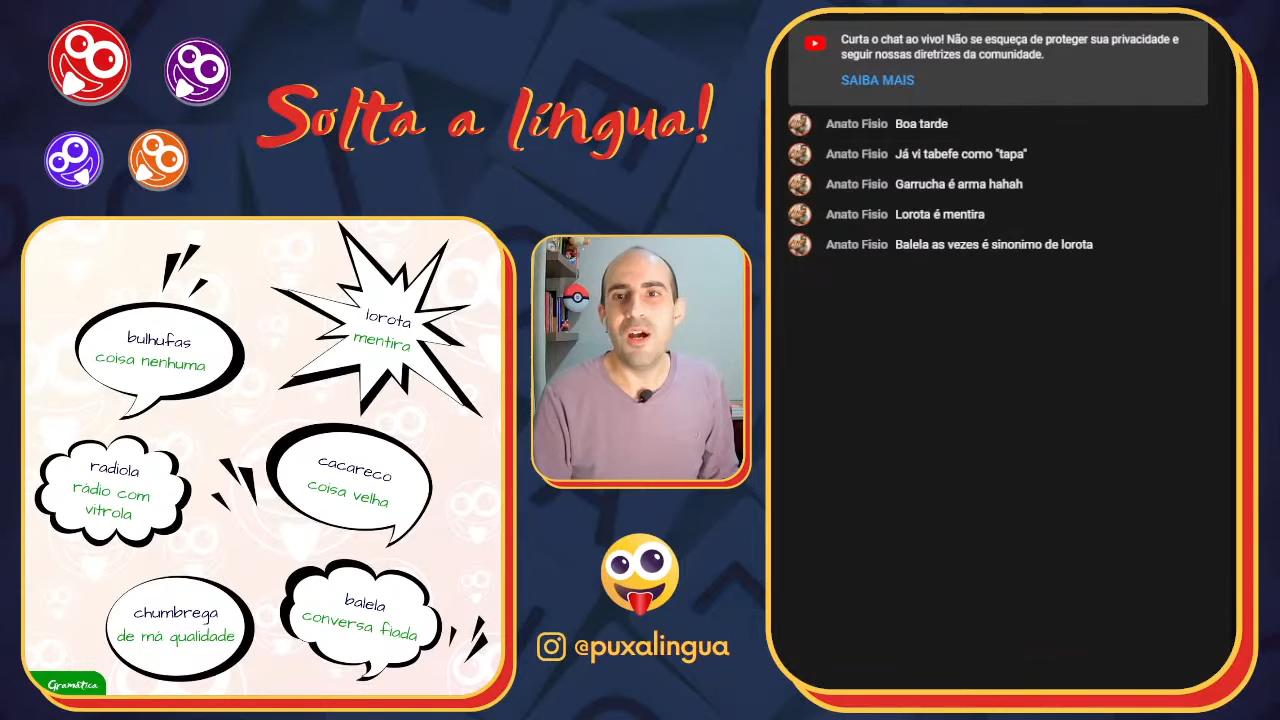 Solta a língua!
bulhufas
coisa nenhuma
lorota
mentira
radiola
rádio com
vitrola
cacareco
coisa velha
chumbrega
de má qualidade
balela
conversa fiada
Gramática
@puxalingua
Curta o chat ao vivo! Não se esqueça de proteger sua privacidade e
seguir nossas diretrizes da comunidade.
SAIBA MAIS
Anato Fisio Boa tarde
Anato Fisio Já vi tabefe como "tapa"
Anato Fisio Garrucha é arma hahah
Anato Fisio Lorota é mentira
Anato Fisio Balela as vezes é sinonimo de lorota